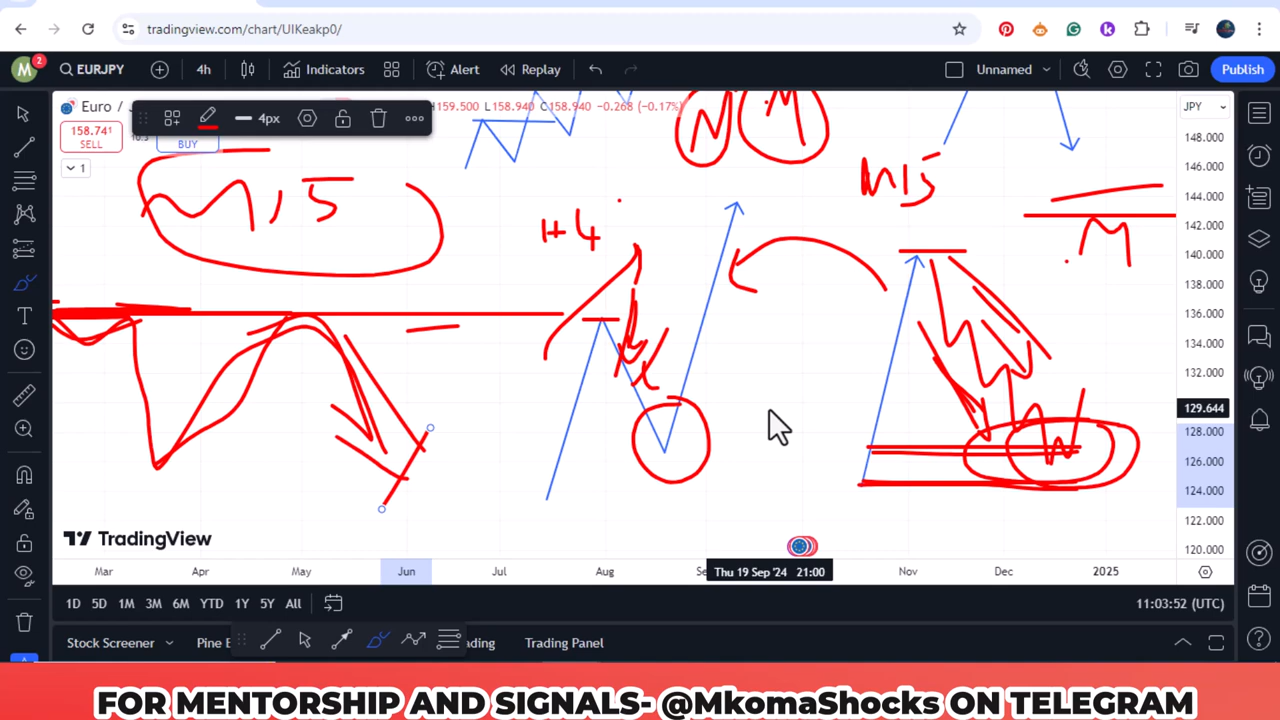 tradingview.com/chart/UIKeakp0/
M 2 EURJPY 4h Indicators Alert Replay Unnamed Publish
Euro / 4px 159.500 L158.940 C158.940 −0.268 (−0.17%) JPY
158.741 SELL
BUY
1
N M
M15
M15
H4
M
148.000
146.000
144.000
142.000
140.000
138.000
136.000
134.000
132.000
129.644
128.000
126.000
124.000
122.000
120.000
TradingView
Mar Apr May Jun Jul Aug Thu 19 Sep '24 21:00 Nov Dec 2025
1D 5D 1M 3M 6M YTD 1Y 5Y All 11:03:52 (UTC)
Stock Screener Pine Trading Panel
FOR MENTORSHIP AND SIGNALS- @MkomaShocks ON TELEGRAM